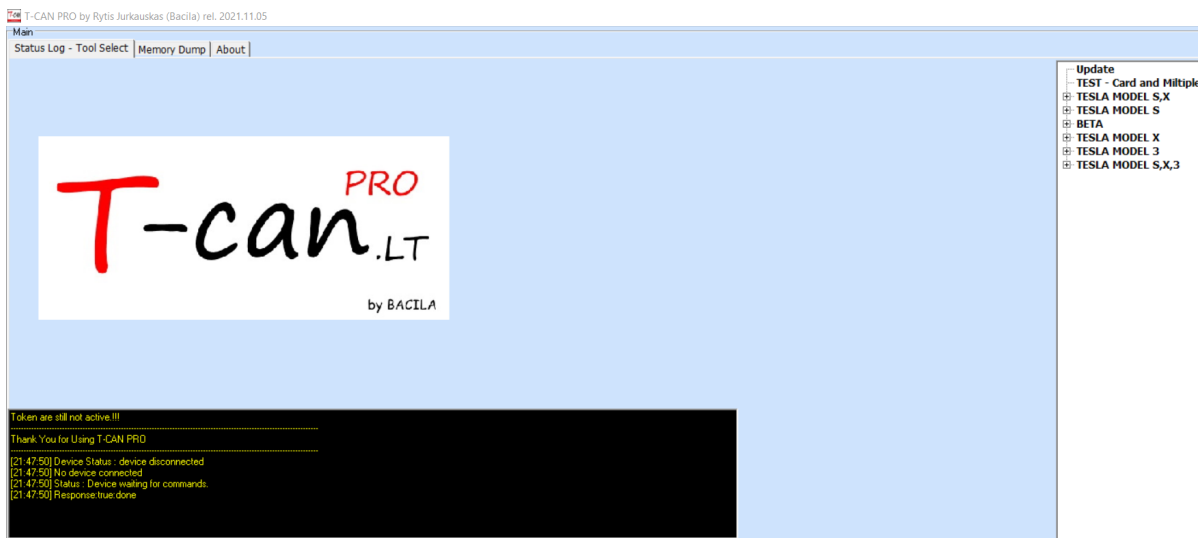 T-CAN PRO by Rytis Jurkauskas (Bacila) rel. 2021.11.05
Main
Status Log - Tool Select
Memory Dump
About
PRO
T-can.LT
by BACILA
Update
TEST - Card and Miltiple
TESLA MODEL S,X
TESLA MODEL S
BETA
TESLA MODEL X
TESLA MODEL 3
TESLA MODEL S,X,3
Token are still not active.!!!
Thank You for Using T-CAN PRO
[21:47:50] Device Status : device disconnected
[21:47:50] No device connected
[21:47:50] Status : Device waiting for commands.
[21:47:50] Response:true:done